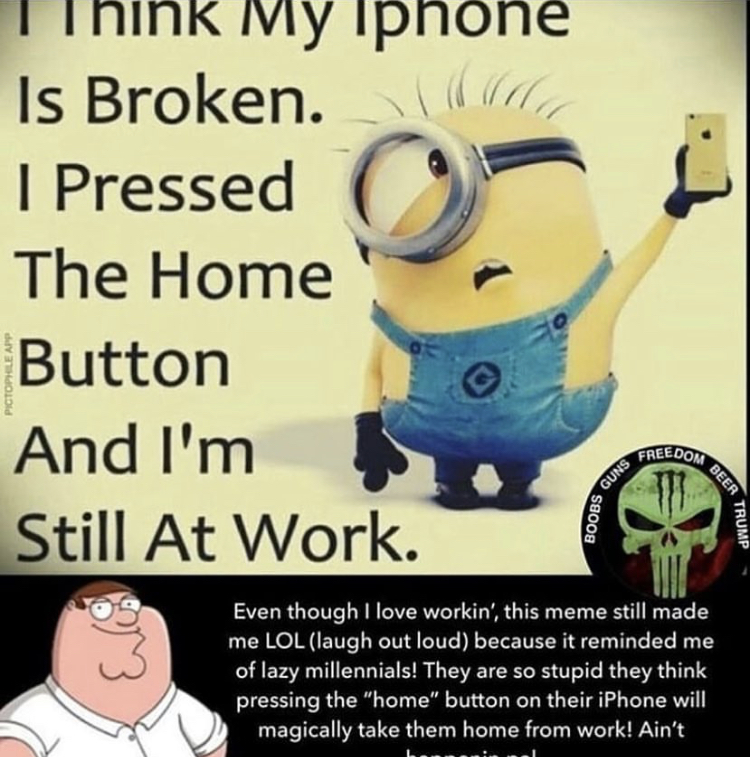 I Think My Iphone
Is Broken.
I Pressed
The Home
Button
And I'm
Still At Work.
PICTOPHILE APP
BOOBS GUNS FREEDOM BEER TRUMP
Even though I love workin', this meme still made
me LOL (laugh out loud) because it reminded me
of lazy millennials! They are so stupid they think
pressing the "home" button on their iPhone will
magically take them home from work! Ain't